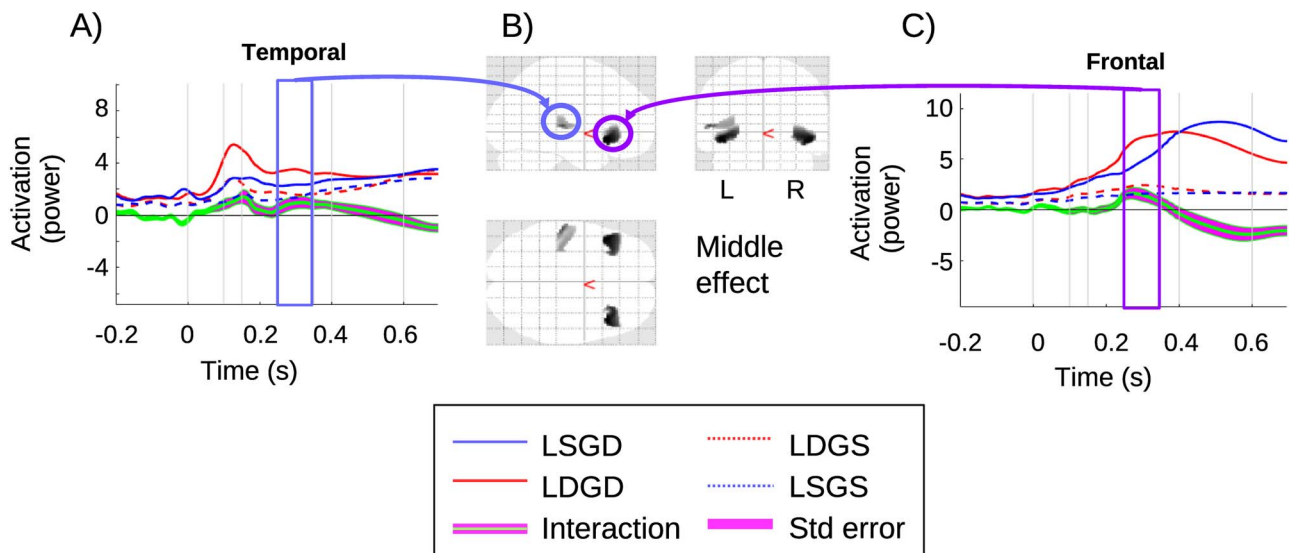 A)
Temporal
Activation
(power)
8
4
0
-4
-0.2
0
0.2
0.4
0.6
Time (s)
B)
<
<
L
R
<
Middle
effect
C)
Frontal
Activation
(power)
10
5
0
-5
-0.2
0
0.2
0.4
0.6
Time (s)
LSGD
LDGS
LDGD
LSGS
Interaction
Std error